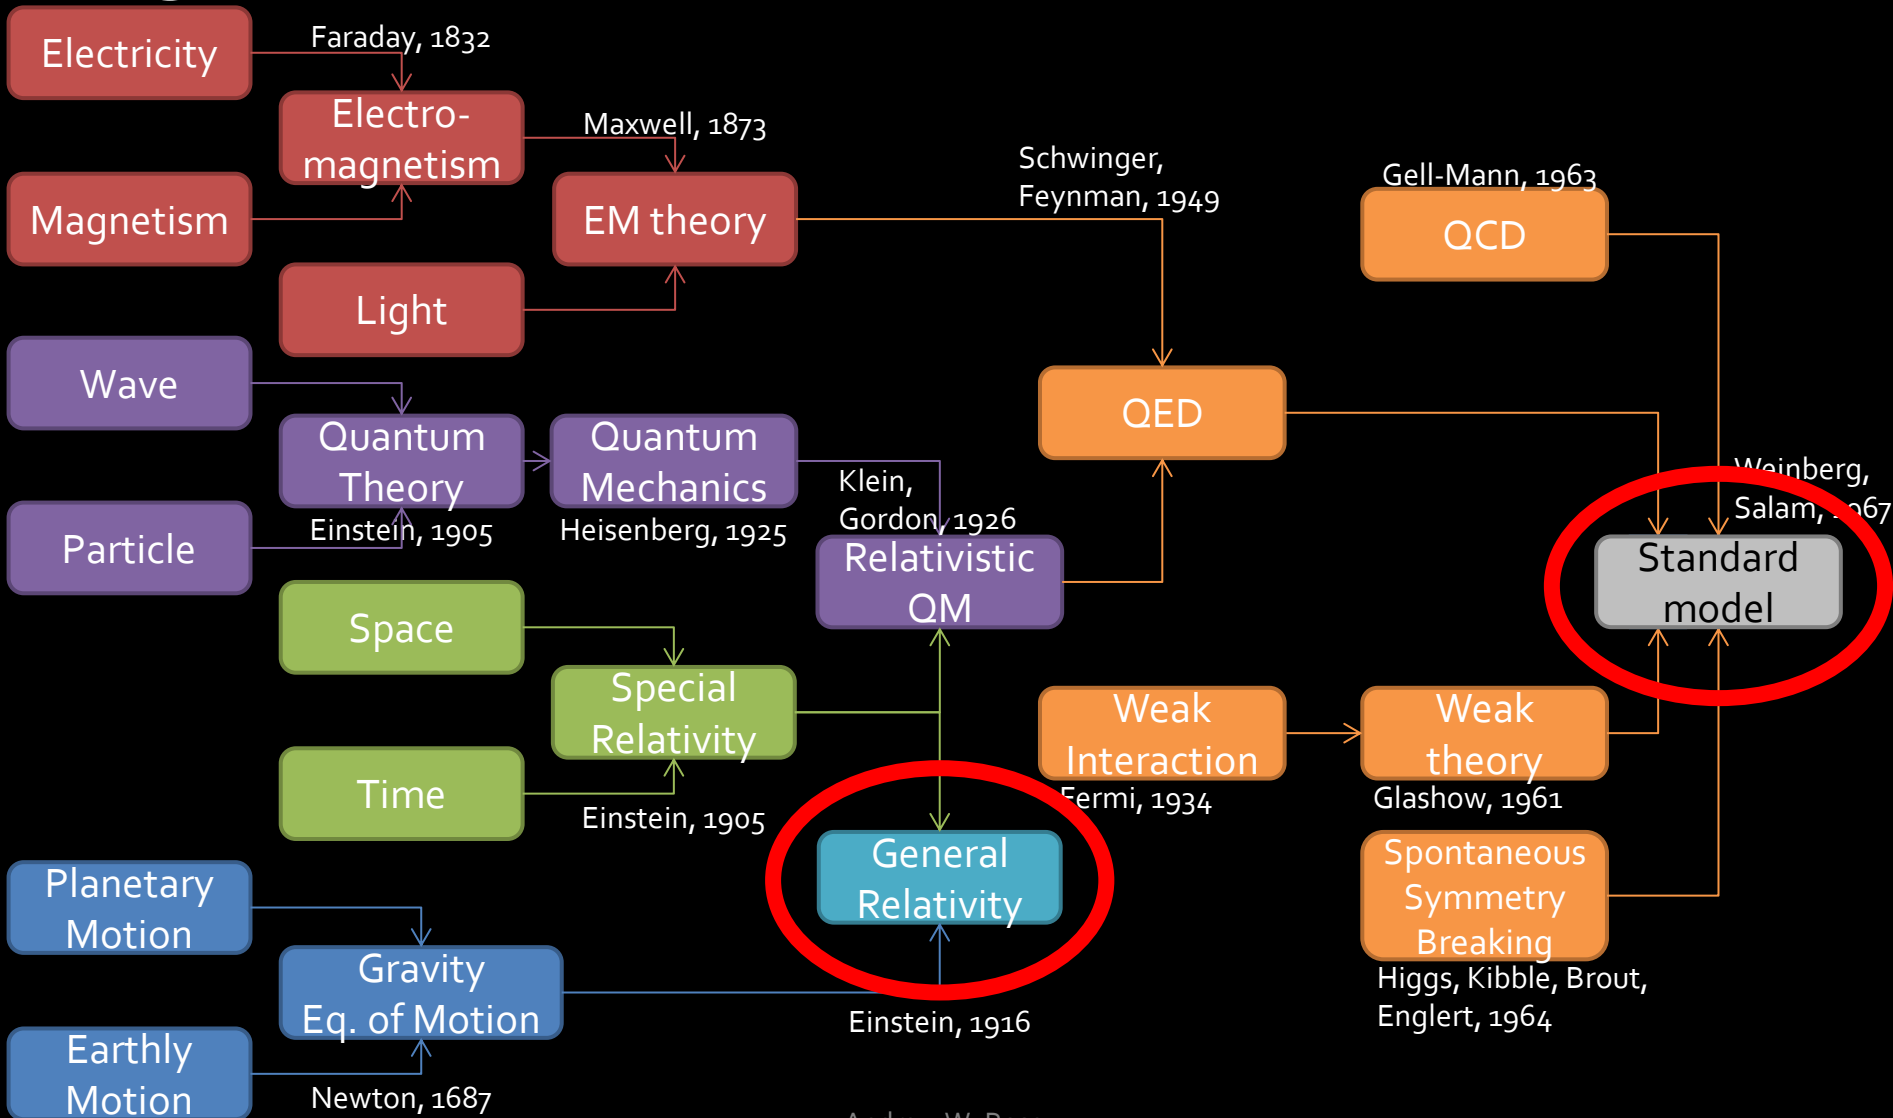 Electricity
Faraday, 1832
Electro-
magnetism
Maxwell, 1873
Magnetism
EM theory
Schwinger,
Feynman, 1949
Gell-Mann, 1963
QCD
Light
Wave
QED
Quantum
Theory
Einstein, 1905
Quantum
Mechanics
Heisenberg, 1925
Klein,
Gordon, 1926
Particle
Relativistic
QM
Weinberg,
Salam, 1967
Standard
model
Space
Special
Relativity
Einstein, 1905
Time
Weak
Interaction
Fermi, 1934
Weak
theory
Glashow, 1961
General
Relativity
Einstein, 1916
Spontaneous
Symmetry
Breaking
Higgs, Kibble, Brout,
Englert, 1964
Planetary
Motion
Gravity
Eq. of Motion
Earthly
Motion
Newton, 1687